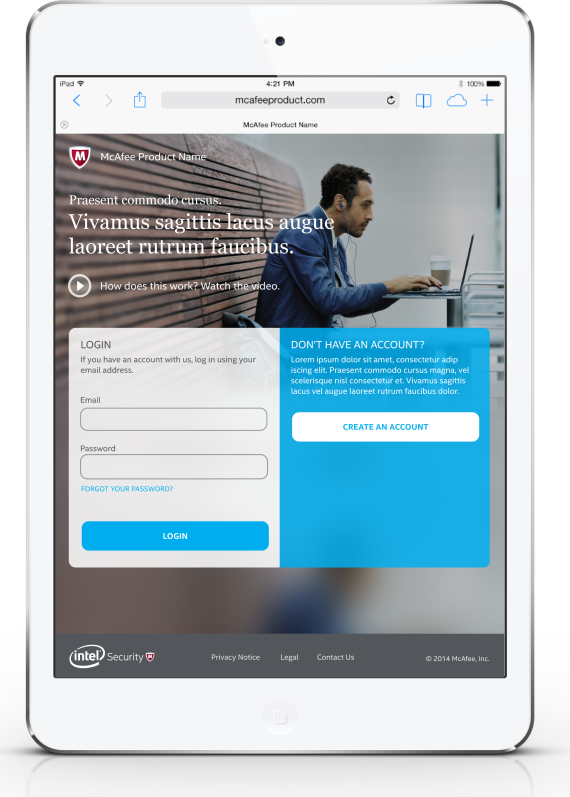 iPad
4:21 PM
100%
mcafeeproduct.com
McAfee Product Name
M McAfee Product Name
Praesent commodo cursus.
Vivamus sagittis lacus augue
laoreet rutrum faucibus.
How does this work? Watch the video.
LOGIN
If you have an account with us, log in using your
email address.
Email
Password
FORGOT YOUR PASSWORD?
LOGIN
DON'T HAVE AN ACCOUNT?
Lorem ipsum dolor sit amet, consectetur adip
iscing elit. Praesent commodo cursus magna, vel
scelerisque nisl consectetur et. Vivamus sagittis
lacus vel augue laoreet rutrum faucibus dolor.
CREATE AN ACCOUNT
intel Security
Privacy Notice
Legal
Contact Us
© 2014 McAfee, Inc.